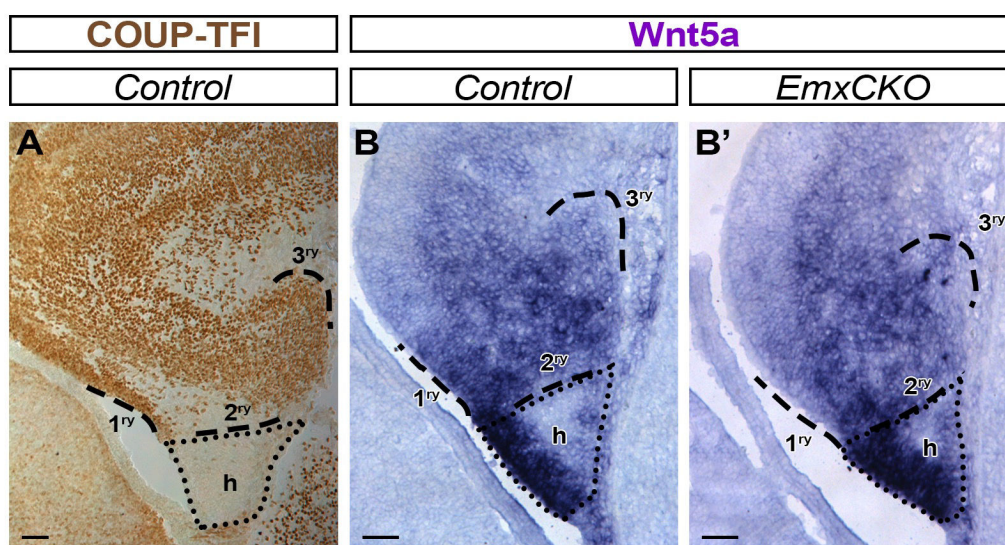 COUP-TFI
Wnt5a
Control
Control
EmxCKO
A
B
B'
3ry
3ry
3ry
1ry
2ry
h
1ry
2ry
h
1ry
2ry
h